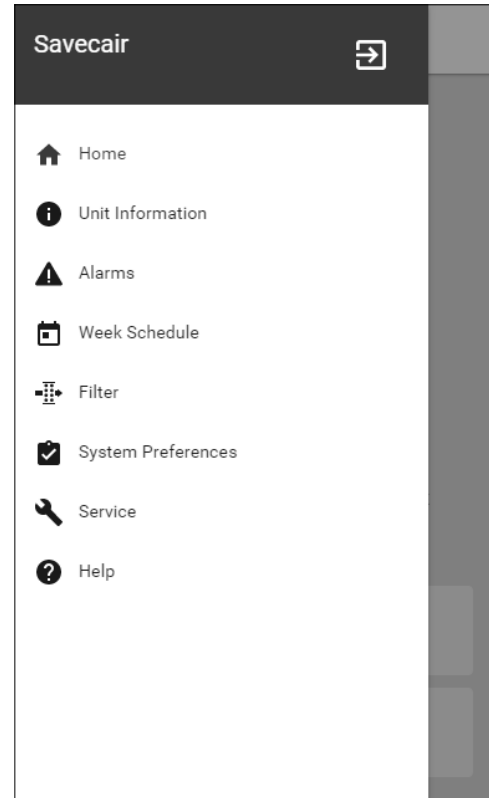 Savecair
Home
Unit Information
Alarms
Week Schedule
Filter
System Preferences
Service
Help